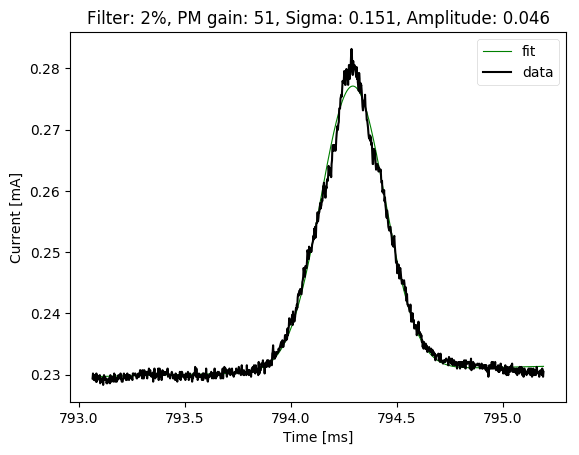 Filter: 2%, PM gain: 51, Sigma: 0.151, Amplitude: 0.046
fit
data
0.28
0.27
0.26
0.25
0.24
0.23
Current [mA]
793.0 793.5 794.0 794.5 795.0
Time [ms]